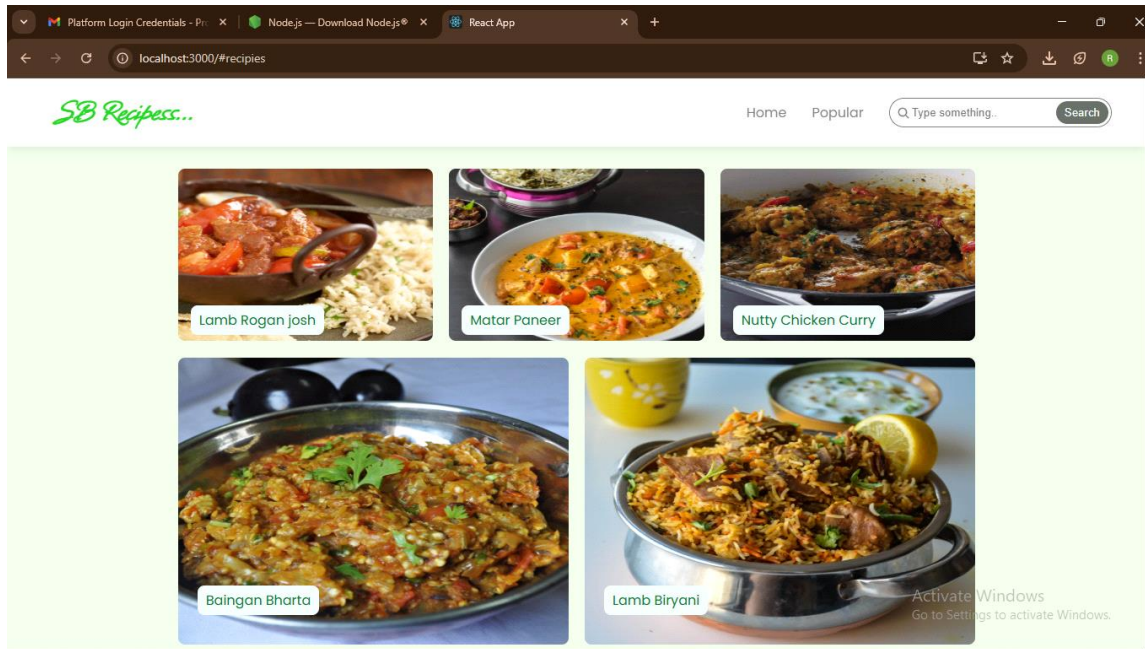 Platform Login Credentials - Pro
Node.js — Download Node.js®
React App
localhost:3000/#recipies
R
SB Recipess...
Home
Popular
Type something..
Search
Lamb Rogan josh
Matar Paneer
Nutty Chicken Curry
Baingan Bharta
Lamb Biryani
Activate Windows
Go to Settings to activate Windows.